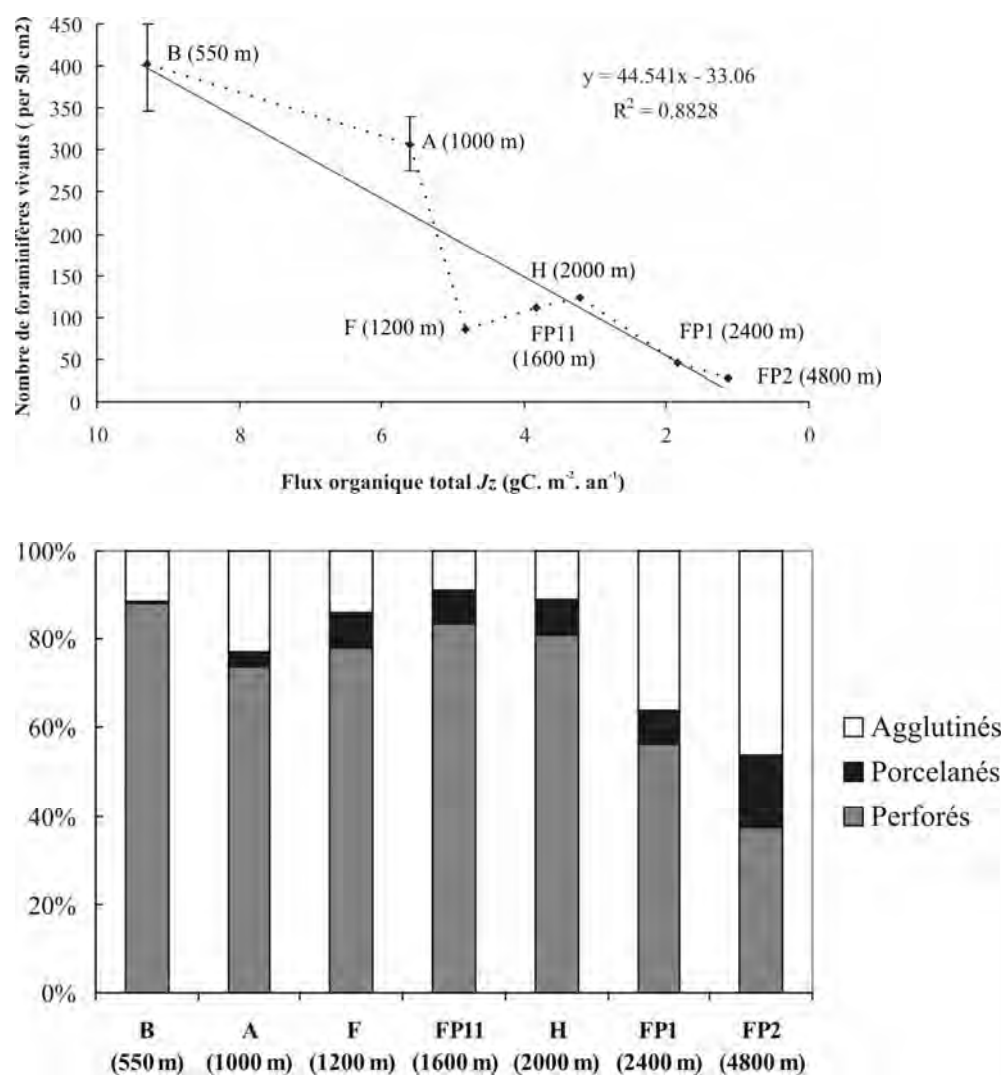 Nombre de foraminifères vivants ( per 50 cm2)
450
400
350
300
250
200
150
100
50
0
B (550 m)
A (1000 m)
F (1200 m)
FP11
(1600 m)
H (2000 m)
FP1 (2400 m)
FP2 (4800 m)
y = 44.541x - 33.06
R² = 0.8828
10 8 6 4 2 0
Flux organique total Jz (gC. m⁻². an⁻¹)
100%
80%
60%
40%
20%
0%
Agglutinés
Porcelanés
Perforés
B A F FP11 H FP1 FP2
(550 m) (1000 m) (1200 m) (1600 m) (2000 m) (2400 m) (4800 m)